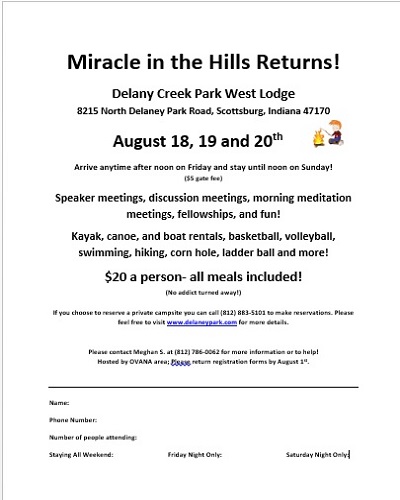 Miracle in the Hills Returns!
Delany Creek Park West Lodge
8215 North Delaney Park Road, Scottsburg, Indiana 47170
August 18, 19 and 20th
Arrive anytime after noon on Friday and stay until noon on Sunday!
($5 gate fee)
Speaker meetings, discussion meetings, morning meditation
meetings, fellowships, and fun!
Kayak, canoe, and boat rentals, basketball, volleyball,
swimming, hiking, corn hole, ladder ball and more!
$20 a person- all meals included!
(No addict turned away!)
If you choose to reserve a private campsite you can call (812) 883-5101 to make reservations. Please
feel free to visit www.delaneypark.com for more details.
Please contact Meghan S. at (812) 786-0062 for more information or to help!
Hosted by OVANA area; Please return registration forms by August 1st.
Name:
Phone Number:
Number of people attending:
Staying All Weekend: Friday Night Only: Saturday Night Only: